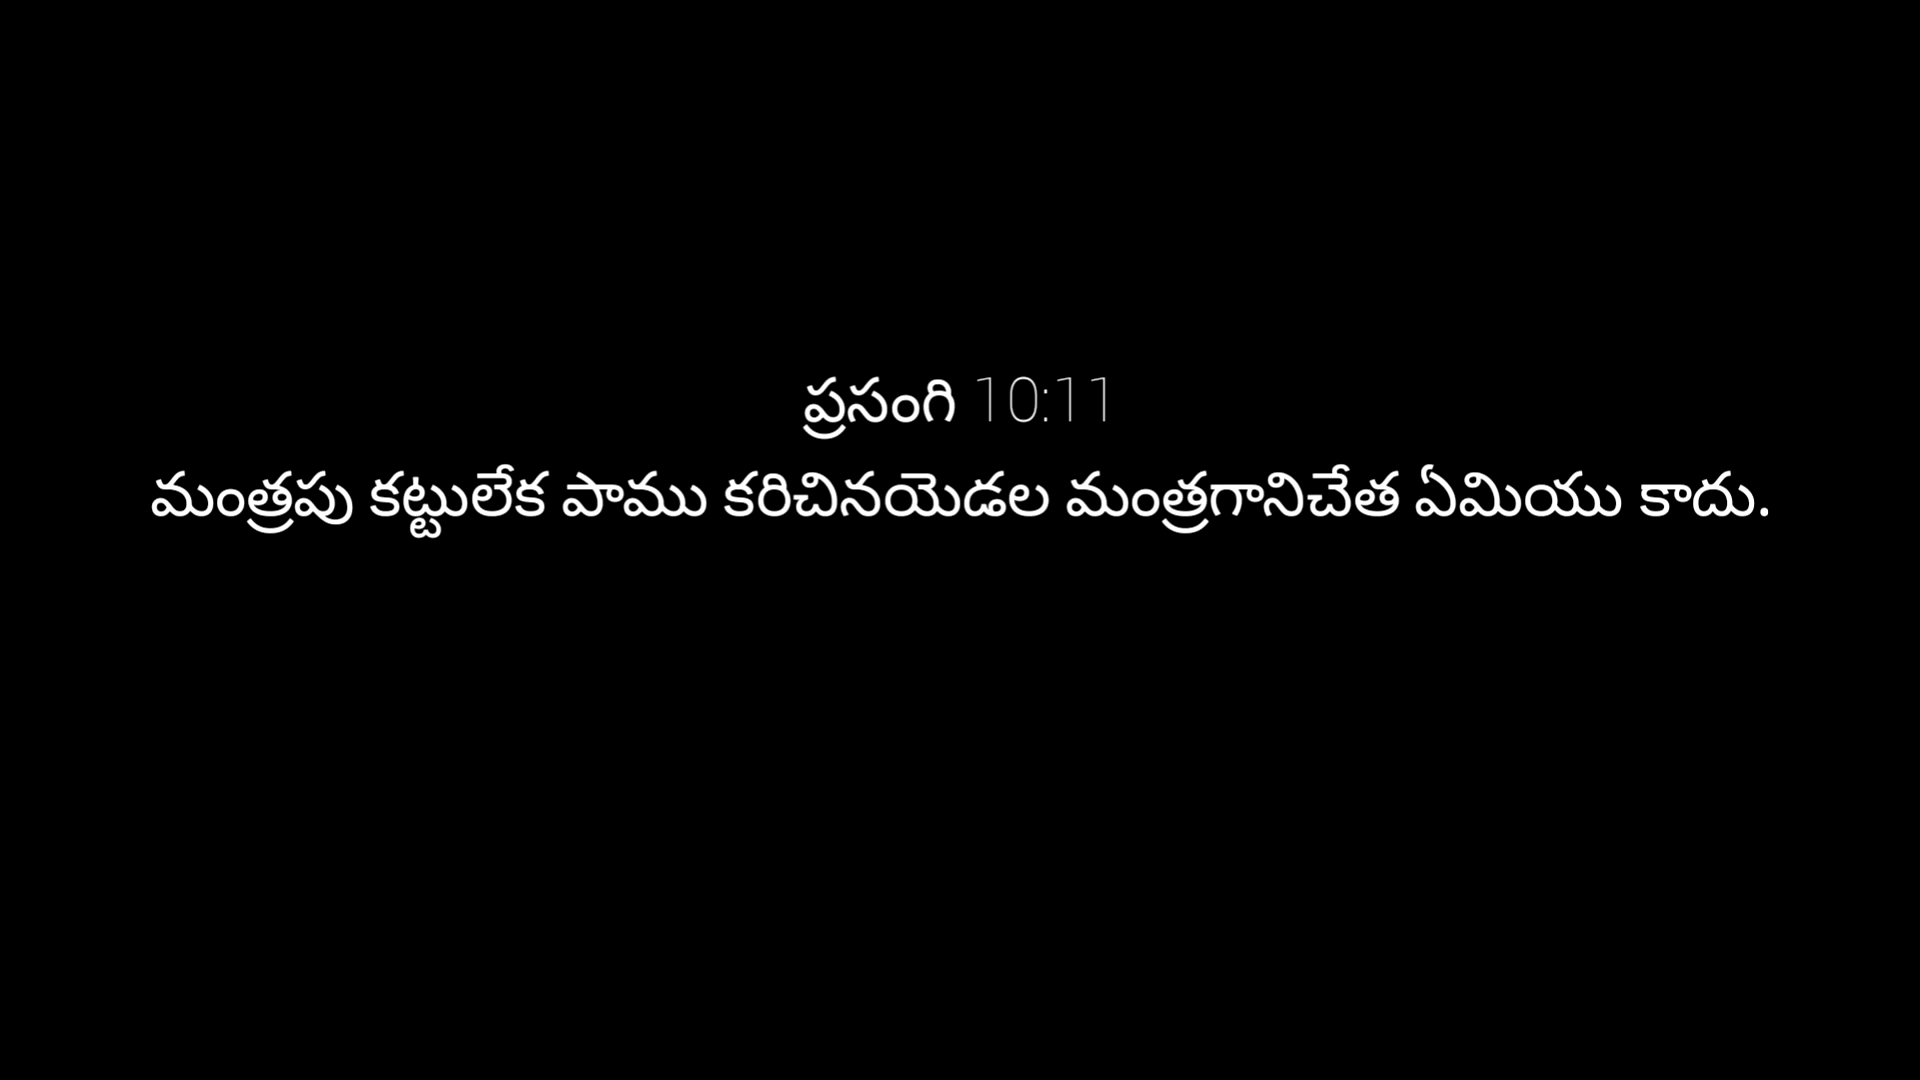 ప్రసంగి 10:11
మంత్రపు కట్టులేక పాము కరిచినయెడల మంత్రగానిచేత ఏమియు కాదు.